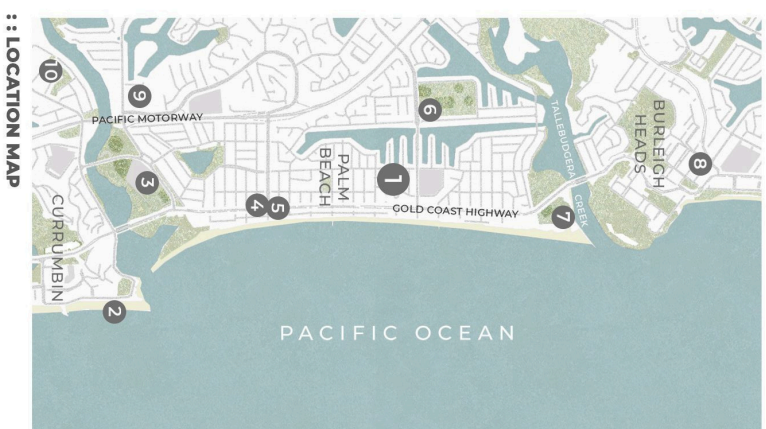 :: LOCATION MAP
10
9
PACIFIC MOTORWAY
6
TALLEBUDGERA
CREEK
BURLEIGH
HEADS
8
3
PALM
BEACH
1
4
5
GOLD COAST HIGHWAY
7
CURRUMBIN
2
PACIFIC OCEAN